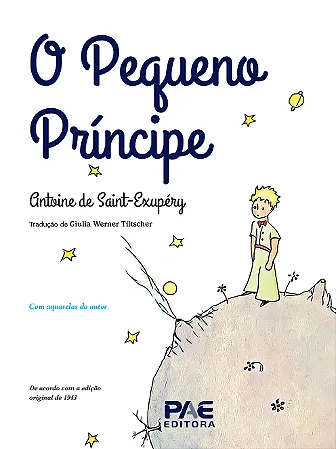 O Pequeno
Príncipe
Antoine de Saint-Exupéry
Tradução de Giulia Werner Tiltscher
Com aquarelas do autor
De acordo com a edição
original de 1943
PAE
EDITORA